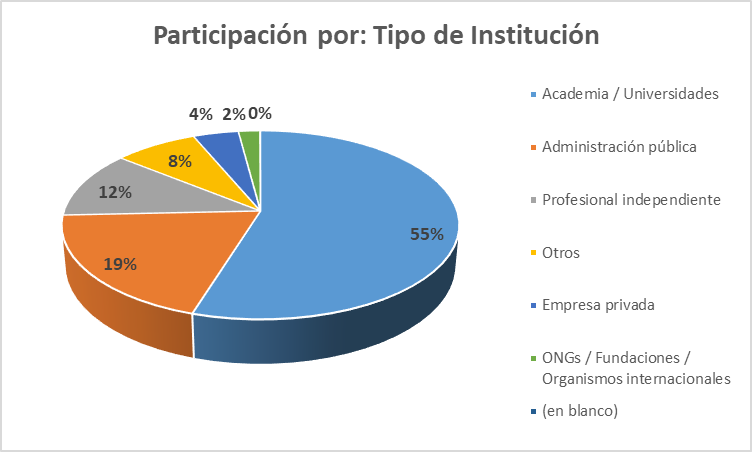 Participación por: Tipo de Institución
4%
2%
0%
8%
12%
19%
55%
Academia / Universidades
Administración pública
Profesional independiente
Otros
Empresa privada
ONGs / Fundaciones /
Organismos internacionales
(en blanco)